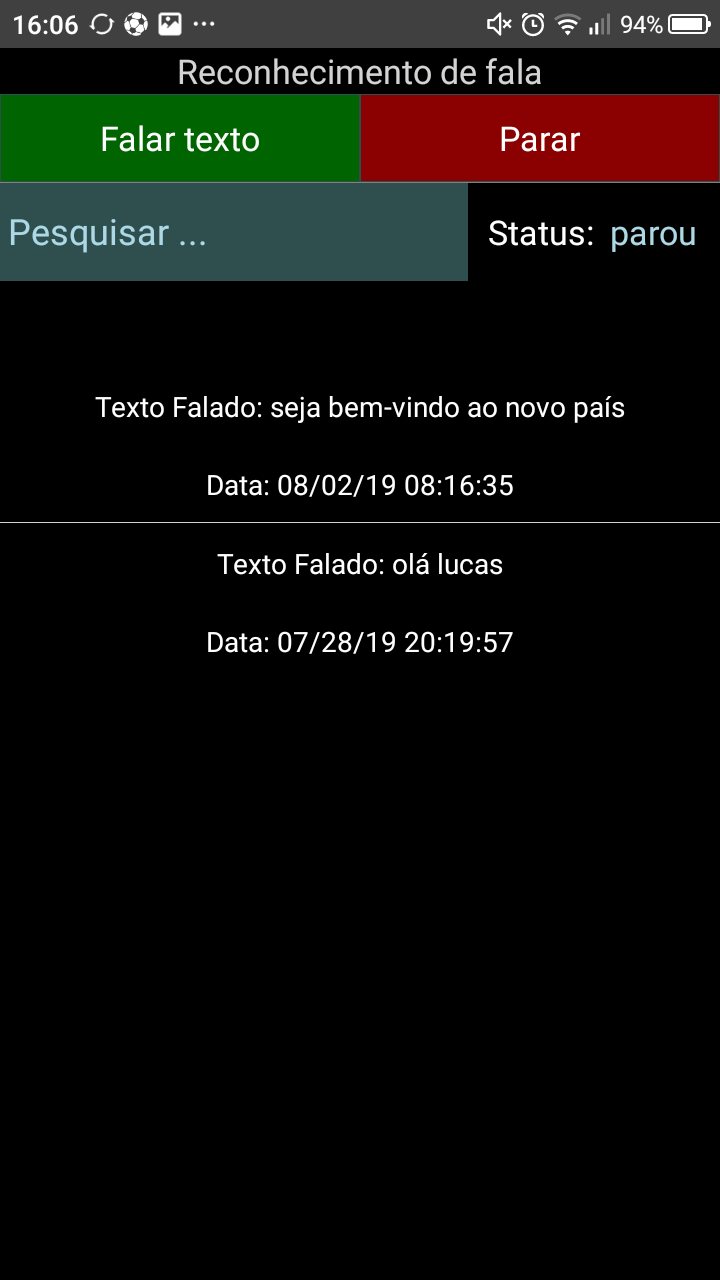 16:06 ... 94%
Reconhecimento de fala
Falar texto Parar
Pesquisar ... Status: parou
Texto Falado: seja bem-vindo ao novo país
Data: 08/02/19 08:16:35
Texto Falado: olá lucas
Data: 07/28/19 20:19:57